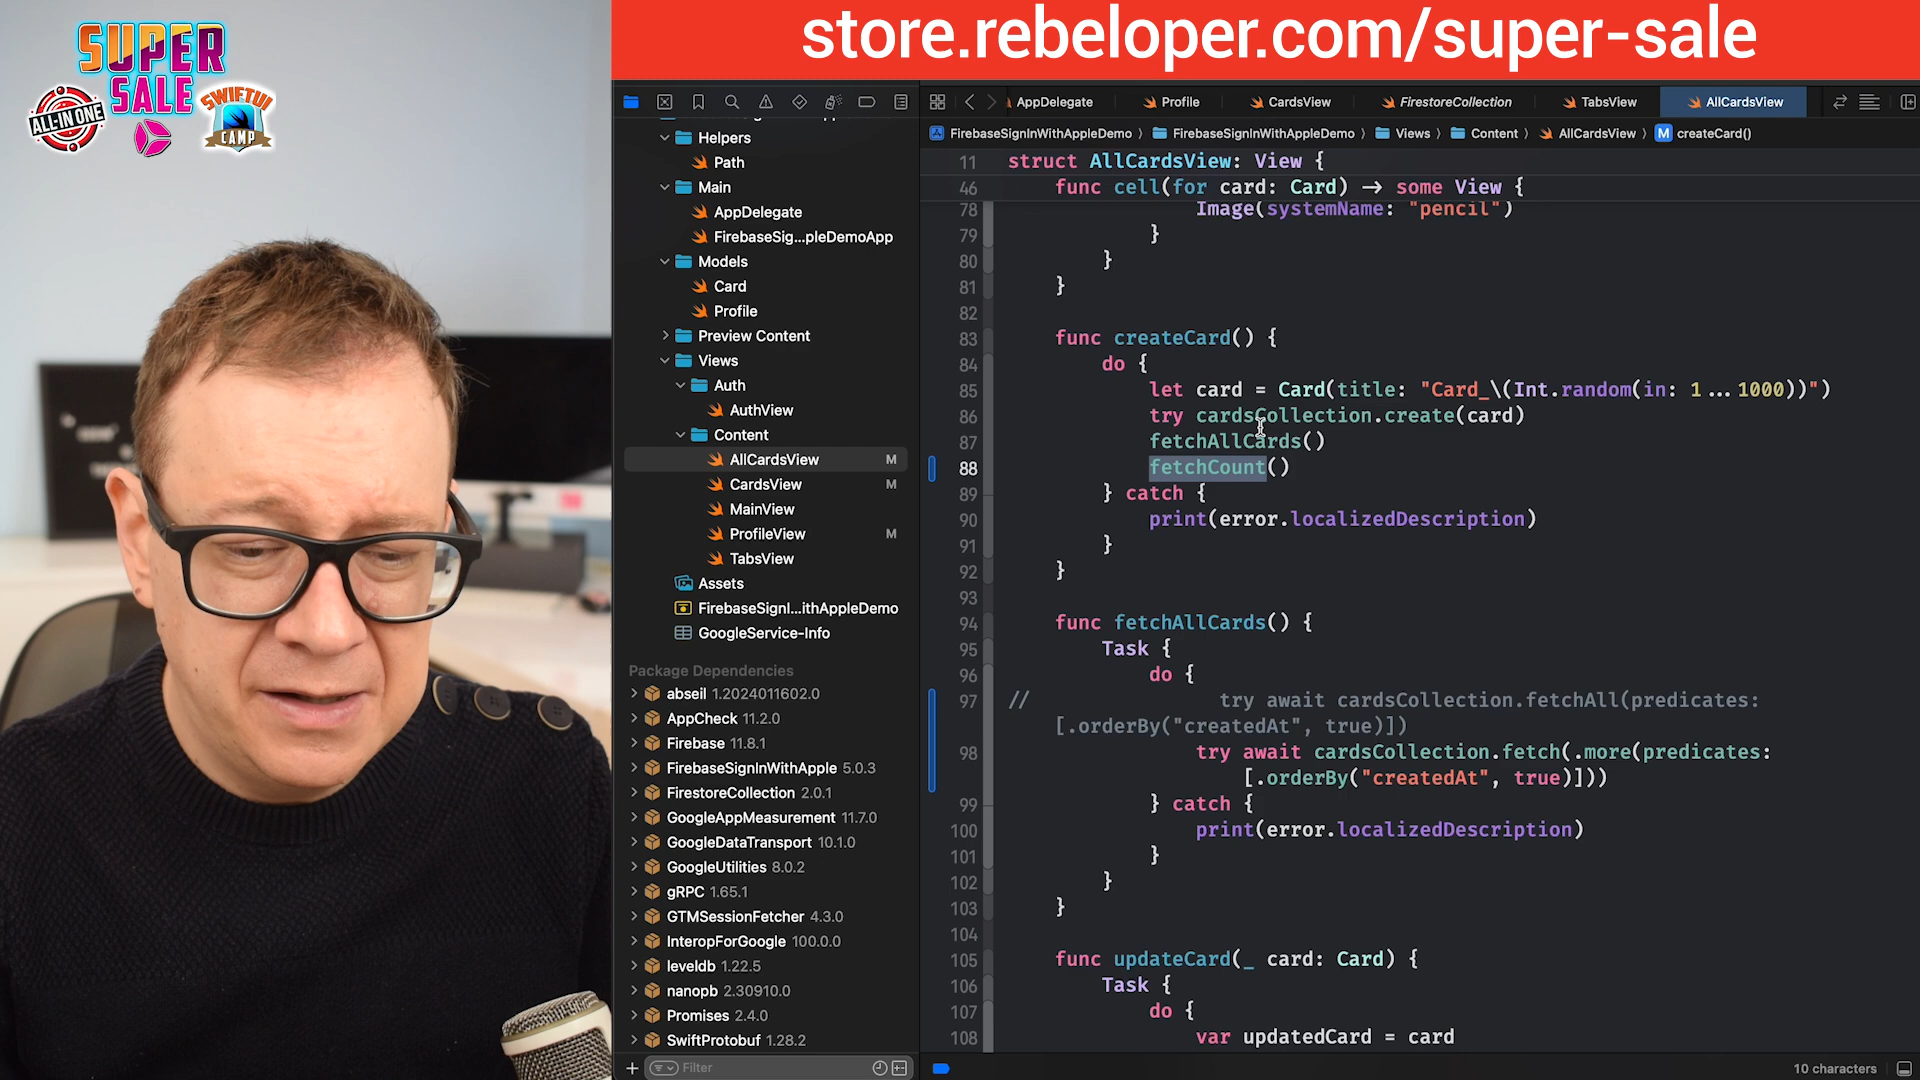 SUPER
SALE
ALL-IN-ONE
SWIFTUI
CAMP
store.rebeloper.com/super-sale
AppDelegate
Profile
CardsView
FirestoreCollection
TabsView
AllCardsView
FirebaseSignInWithAppleDemo
FirebaseSignInWithAppleDemo
Views
Content
AllCardsView
M createCard()
Helpers
Path
Main
AppDelegate
FirebaseSig...pleDemoApp
Models
Card
Profile
Preview Content
Views
Auth
AuthView
Content
AllCardsView M
CardsView M
MainView
ProfileView M
TabsView
Assets
FirebaseSignI...ithAppleDemo
GoogleService-Info
Package Dependencies
abseil 1.2024011602.0
AppCheck 11.2.0
Firebase 11.8.1
FirebaseSignInWithApple 5.0.3
FirestoreCollection 2.0.1
GoogleAppMeasurement 11.7.0
GoogleDataTransport 10.1.0
GoogleUtilities 8.0.2
gRPC 1.65.1
GTMSessionFetcher 4.3.0
InteropForGoogle 100.0.0
leveldb 1.22.5
nanopb 2.30910.0
Promises 2.4.0
SwiftProtobuf 1.28.2
Filter
11 struct AllCardsView: View {
46 func cell(for card: Card) -> some View {
78 Image(systemName: "pencil")
79 }
80 }
81 }
82
83 func createCard() {
84 do {
85 let card = Card(title: "Card_\(Int.random(in: 1...1000))")
86 try cardsCollection.create(card)
87 fetchAllCards()
88 fetchCount()
89 } catch {
90 print(error.localizedDescription)
91 }
92 }
93
94 func fetchAllCards() {
95 Task {
96 do {
97 // try await cardsCollection.fetchAll(predicates:
[.orderBy("createdAt", true)])
98 try await cardsCollection.fetch(.more(predicates:
[.orderBy("createdAt", true)]))
99 } catch {
100 print(error.localizedDescription)
101 }
102 }
103 }
104
105 func updateCard(_ card: Card) {
106 Task {
107 do {
108 var updatedCard = card
10 characters